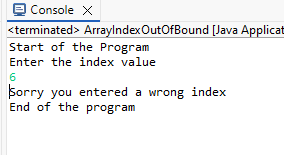 Console
<terminated> ArrayIndexOutOfBound [Java Applicat
Start of the Program
Enter the index value
6
Sorry you entered a wrong index
End of the program